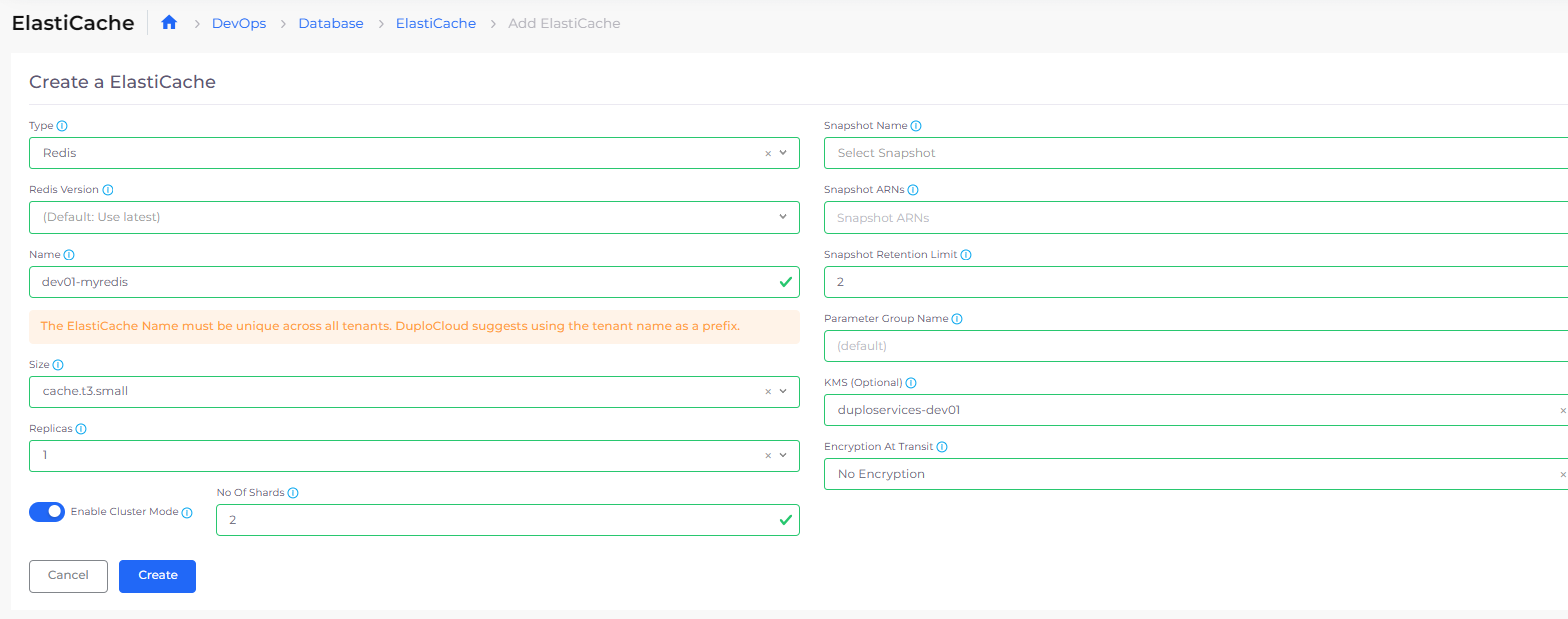 ElastiCache DevOps Database ElastiCache Add ElastiCache
Create a ElastiCache
Type
Redis
Redis Version
(Default: Use latest)
Name
dev01-myredis
The ElastiCache Name must be unique across all tenants. DuploCloud suggests using the tenant name as a prefix.
Size
cache.t3.small
Replicas
1
Enable Cluster Mode
No Of Shards
2
Cancel
Create
Snapshot Name
Select Snapshot
Snapshot ARNs
Snapshot ARNs
Snapshot Retention Limit
2
Parameter Group Name
(default)
KMS (Optional)
duploservices-dev01
Encryption At Transit
No Encryption